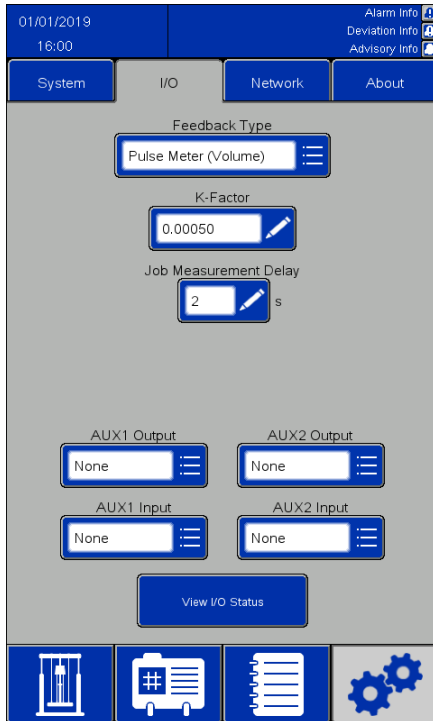 01/01/2019
16:00
Alarm Info
Deviation Info
Advisory Info
System
I/O
Network
About
Feedback Type
Pulse Meter (Volume)
K-Factor
0.00050
Job Measurement Delay
2
s
AUX1 Output
AUX2 Output
None
None
AUX1 Input
AUX2 Input
None
None
View I/O Status
#